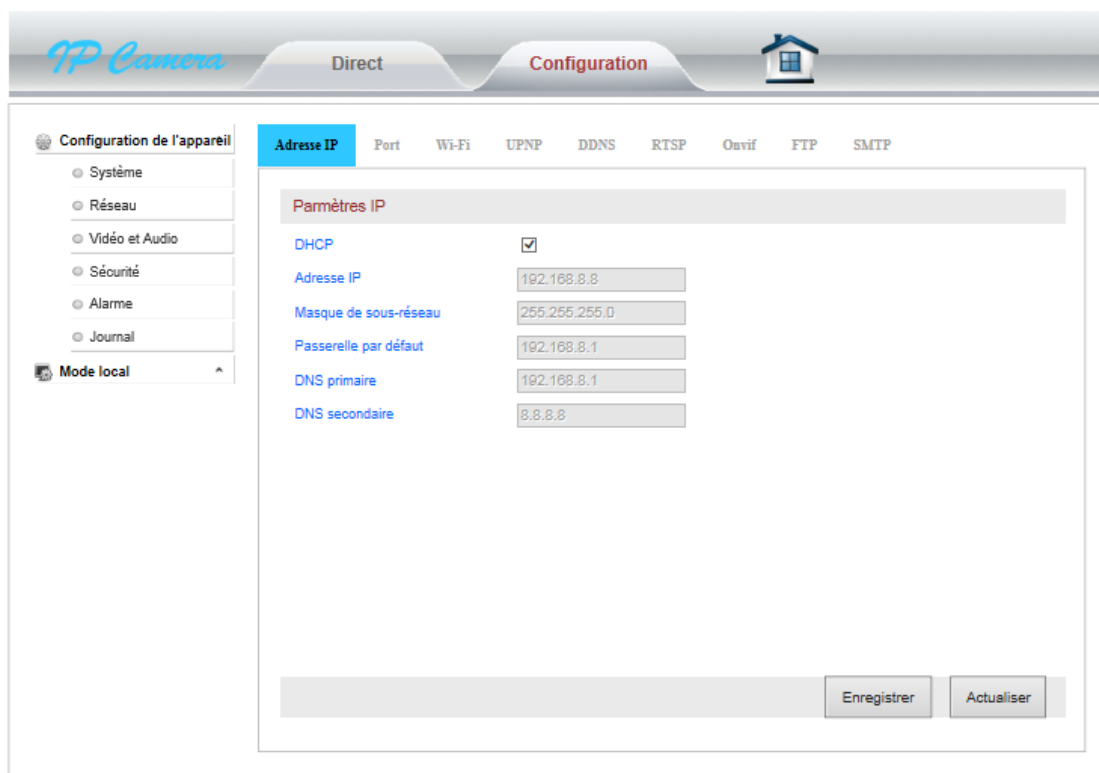 IP Camera Direct Configuration
Configuration de l'appareil
Système
Réseau
Vidéo et Audio
Sécurité
Alarme
Journal
Mode local
Adresse IP Port Wi-Fi UPNP DDNS RTSP Onvif FTP SMTP
Parmètres IP
DHCP
Adresse IP 192.168.8.8
Masque de sous-réseau 255.255.255.0
Passerelle par défaut 192.168.8.1
DNS primaire 192.168.8.1
DNS secondaire 8.8.8.8
Enregistrer Actualiser